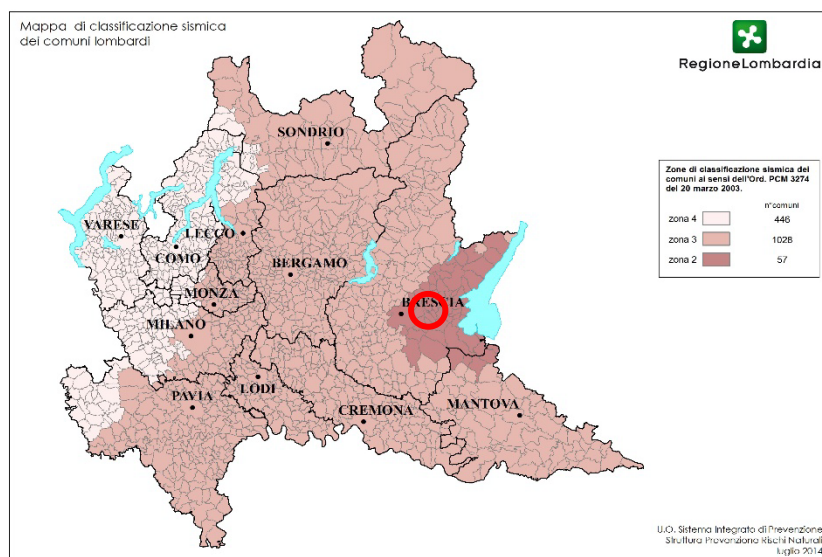 Mappa di classificazione sismica
dei comuni lombardi
RegioneLombardia
SONDRIO
VARESE
LECCO
COMO
BERGAMO
MONZA
BRESCIA
MILANO
LODI
PAVIA
CREMONA
MANTOVA
Zone di classificazione sismica dei
comuni ai sensi dell'Ord. PCM 3274
del 20 marzo 2003.
n°comuni
zona 4 446
zona 3 1028
zona 2 57
U.O. Sistema Integrato di Prevenzione
Struttura Prevenzione Rischi Naturali
luglio 2014